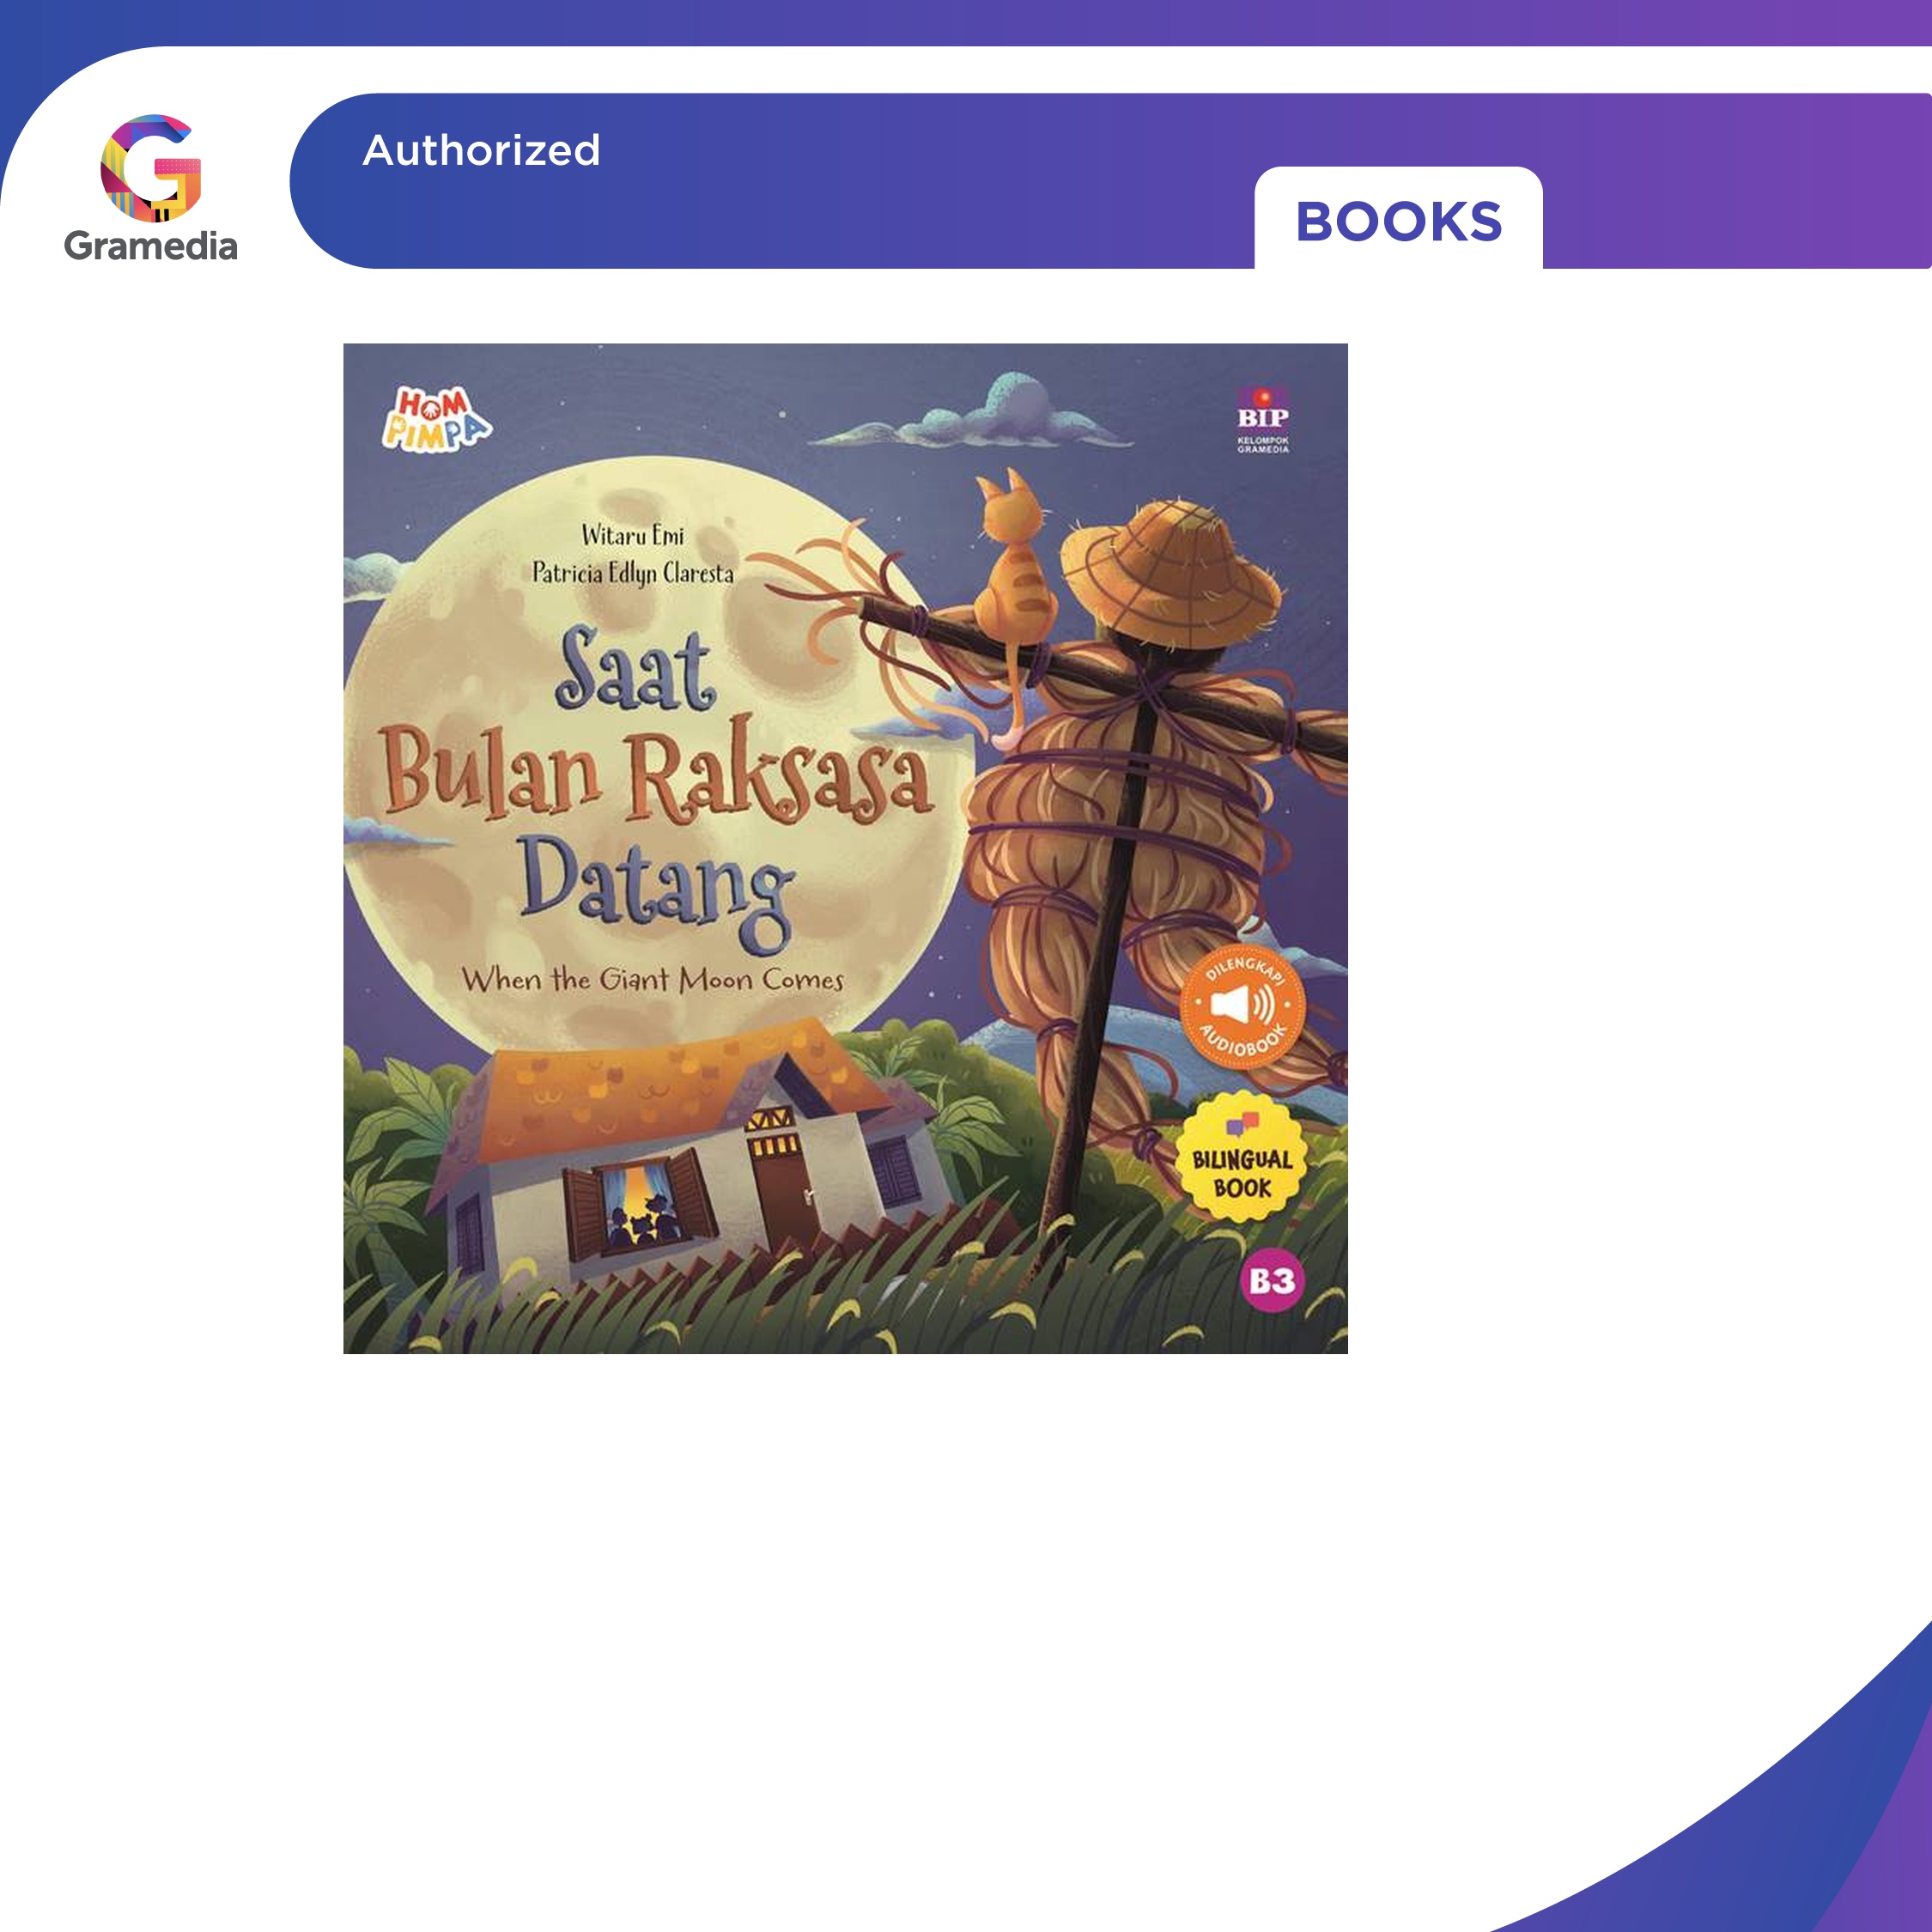 Gramedia
Authorized
BOOKS
HOM
PIMPA
BIP
KELOMPOK
GRAMEDIA
Witaru Emi
Patricia Edlyn Claresta
Saat
Bulan Raksasa
Datang
When the Giant Moon Comes
DILENGKAPI
AUDIOBOOK
BILINGUAL
BOOK
B3